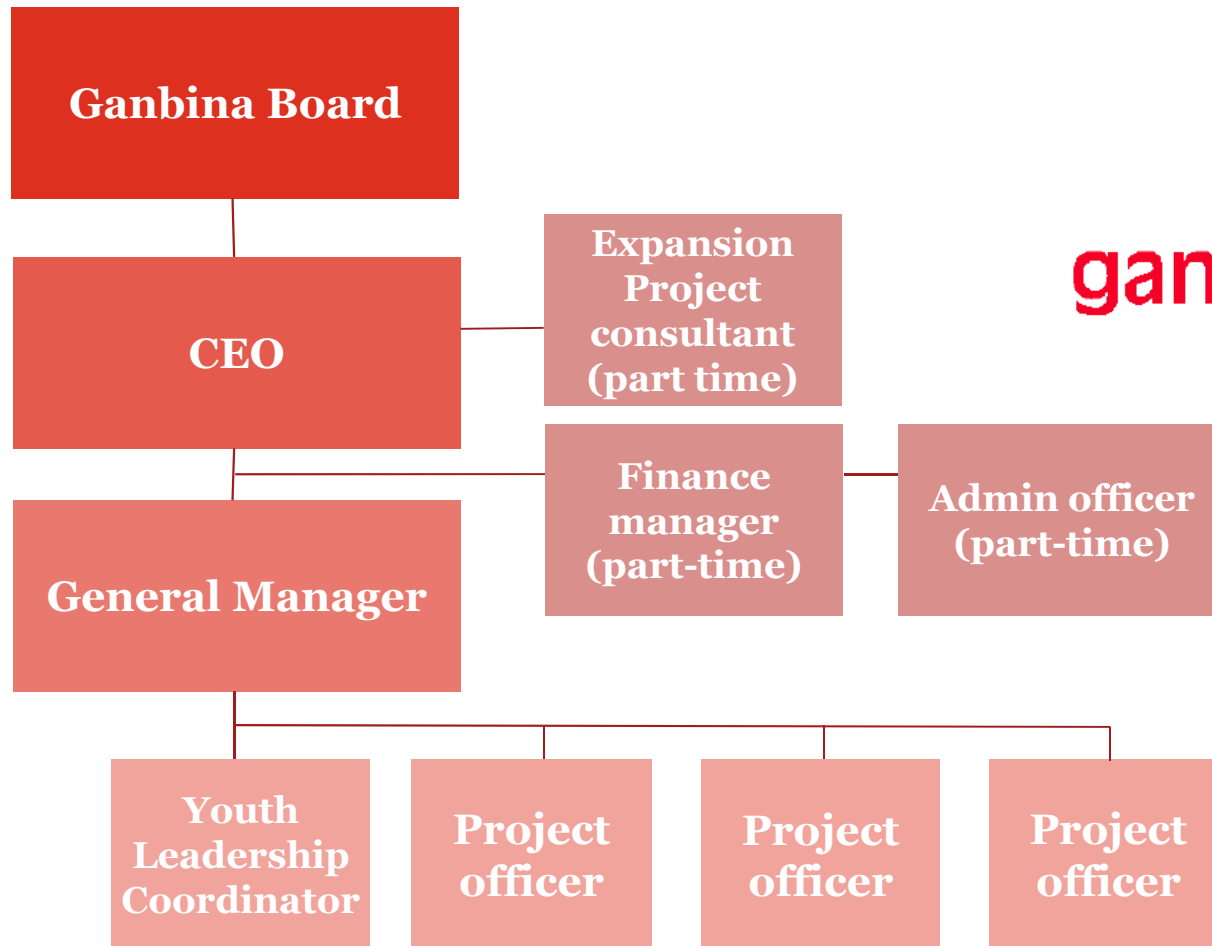 Ganbina Board
Expansion
Project
consultant
(part time)
gan
CEO
Finance
manager
(part-time)
Admin officer
(part-time)
General Manager
Youth
Leadership
Coordinator
Project
officer
Project
officer
Project
officer